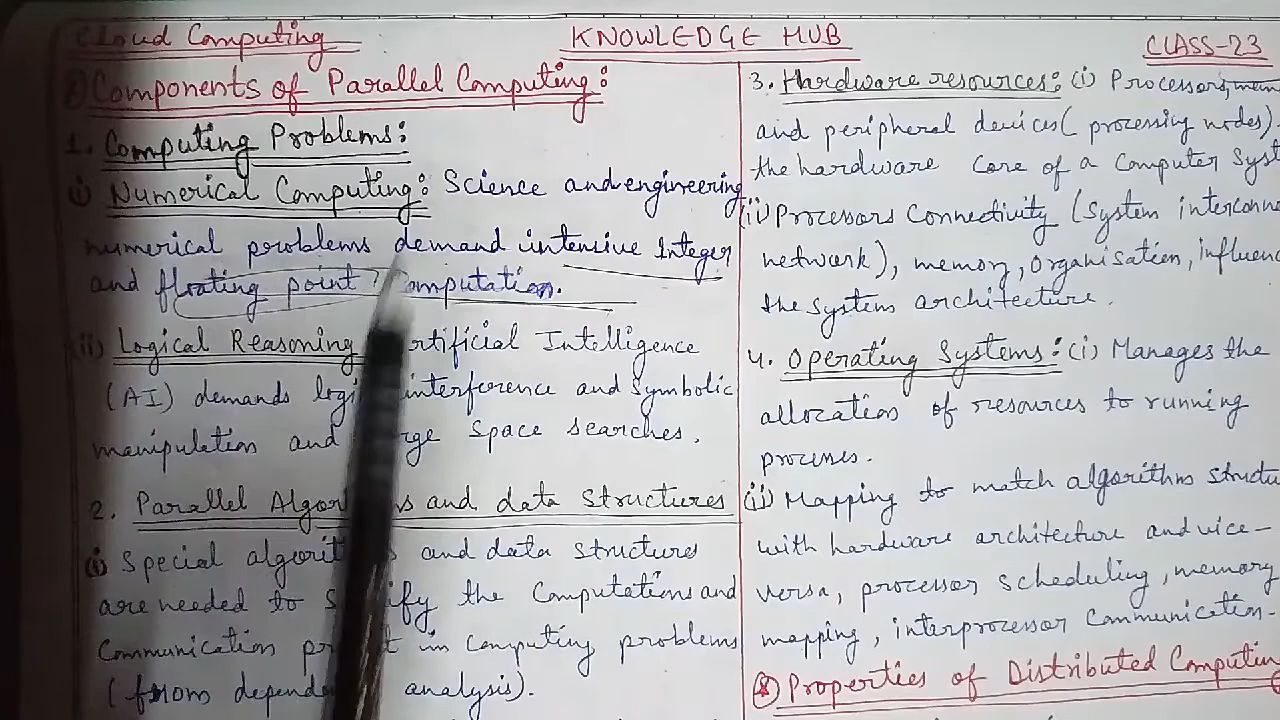 Cloud Computing
KNOWLEDGE HUB
CLASS-23
Components of Parallel Computing:
1. Computing Problems:
i) Numerical Computing: Science and engineering
numerical problems demand intensive Integer
and floating point computation.
ii) Logical Reasoning Artificial Intelligence
(AI) demands interference and symbolic
manipulation and space searches.
2. Parallel Algorithms and data structures
(i) Special algorithms and data structures
are needed to the computations and
communication in computing problems
(from analysis).
3. Hardware resources: (i) Processors,
and peripheral devices (processing nodes)
the hardware core of a computer
(ii) Processors Connectivity (System
network), memory, Organisation,
the system architecture.
4. Operating Systems: (i) Manages the
allocation of resources to running
processes.
(ii) Mapping to match algorithms
with hardware architecture and vice-
versa, processor scheduling, memory
mapping, interprocessor communication.
Properties of Distributed Computing